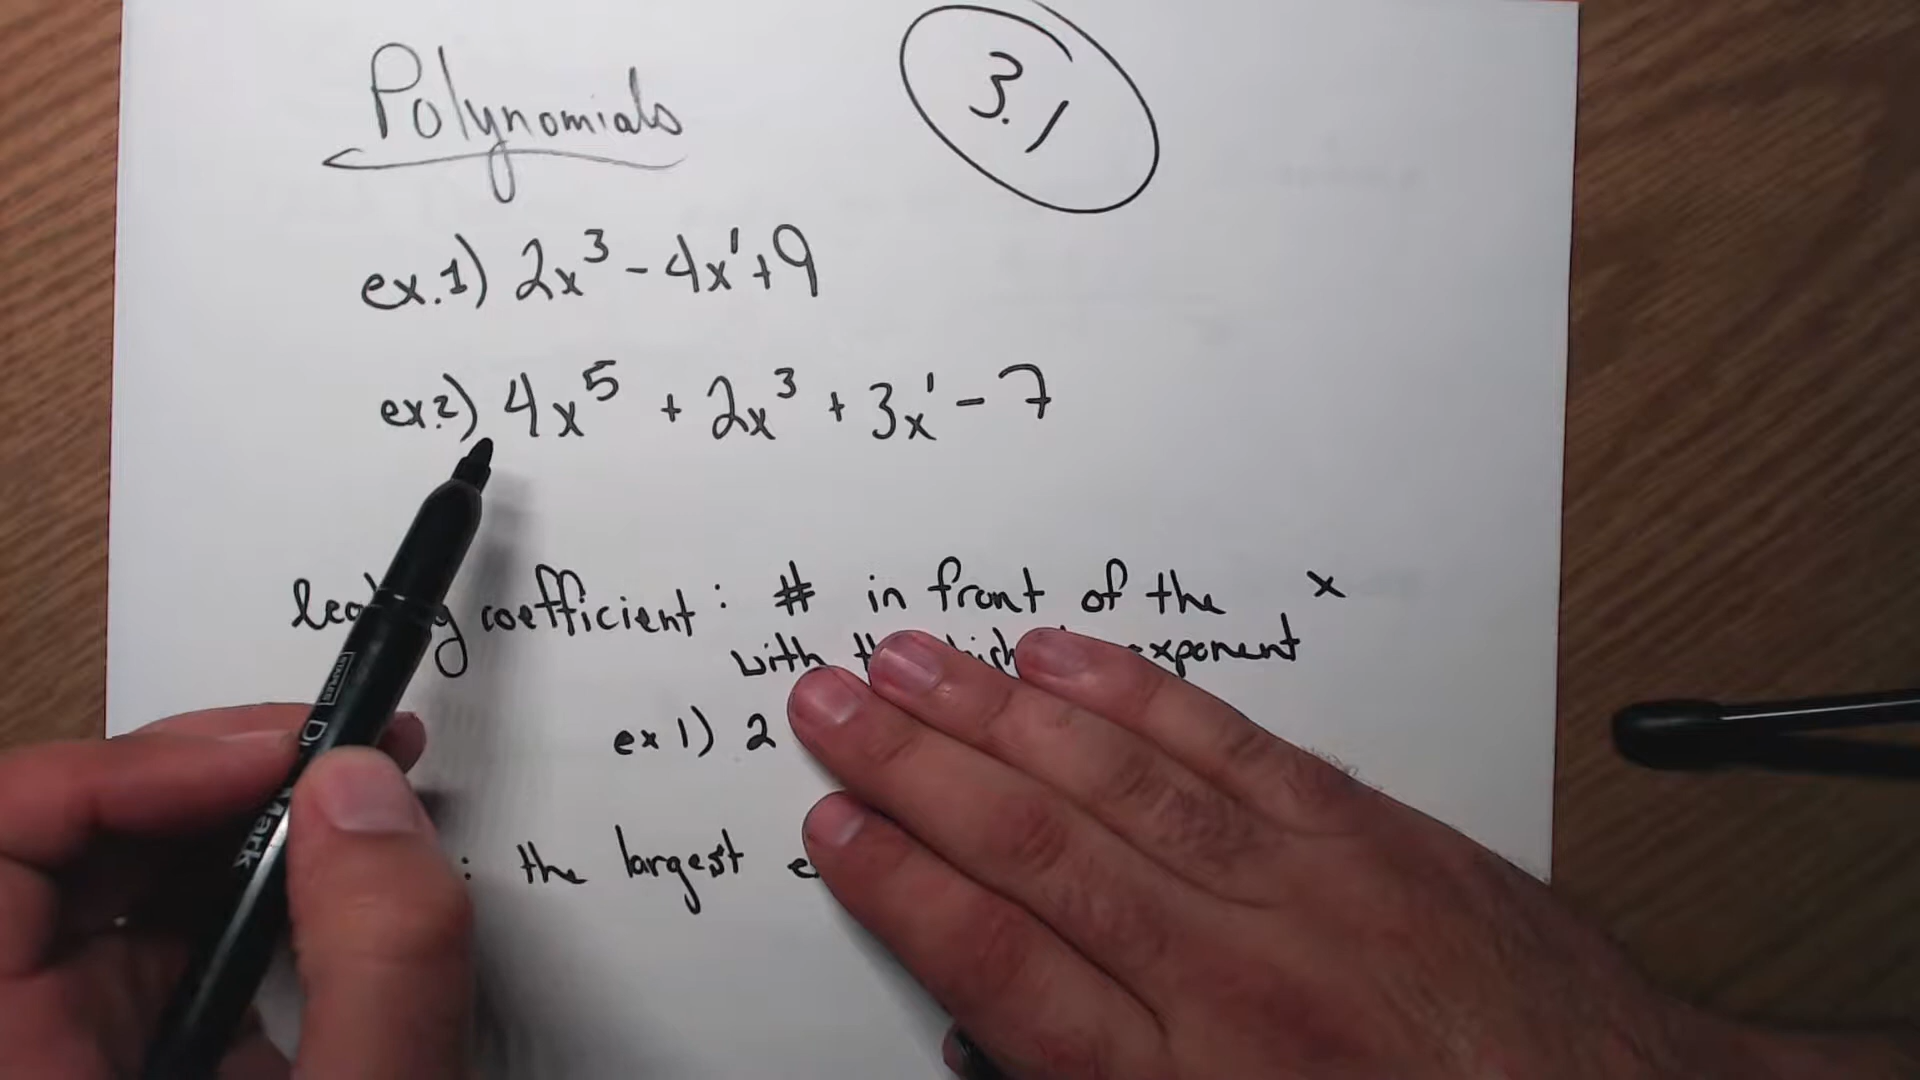 Polynomials
3.1
ex.1) 2x³ - 4x¹ + 9
ex.2) 4x⁵ + 2x³ + 3x¹ - 7
coefficient: # in front of the x
with exponent
ex 1) 2
: the largest
STAPLES